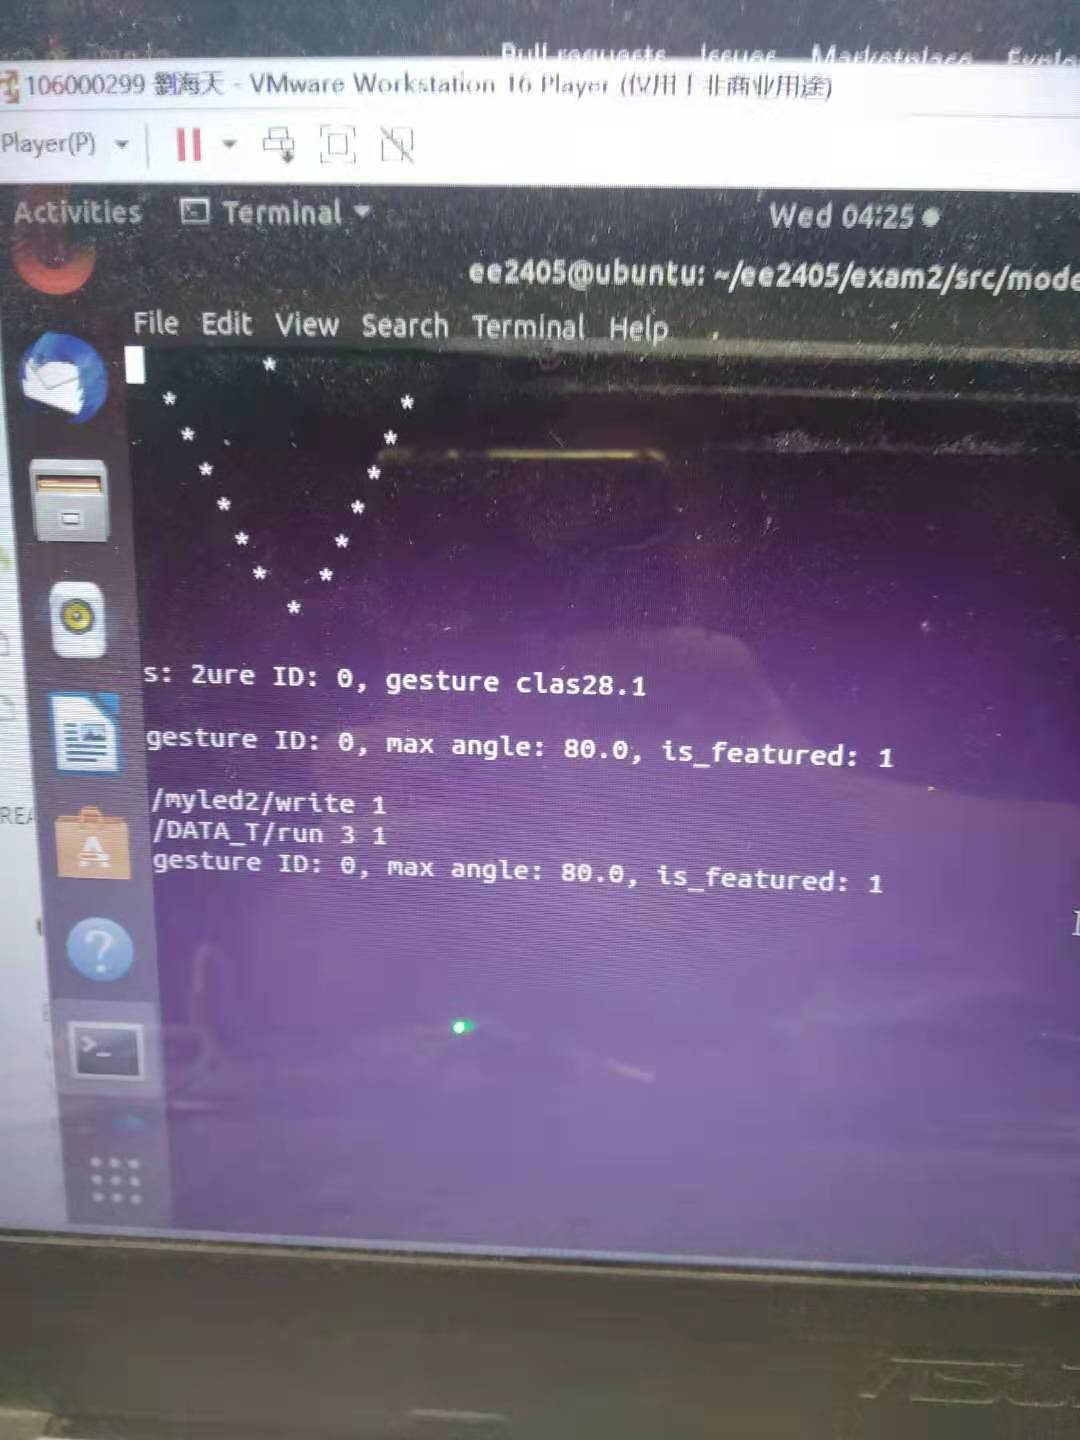 Pull requests Issues Marketplace Explo
106000299 劉海天 - VMware Workstation 16 Player (仅用于非商业用途)
Player(P)
Activities Terminal Wed 04:25
ee2405@ubuntu: ~/ee2405/exam2/src/mode
File Edit View Search Terminal Help
*
* *
* *
* *
* *
* *
* *
*
s: 2ure ID: 0, gesture clas28.1
gesture ID: 0, max angle: 80.0, is_featured: 1
/myled2/write 1
/DATA_T/run 3 1
gesture ID: 0, max angle: 80.0, is_featured: 1
REA